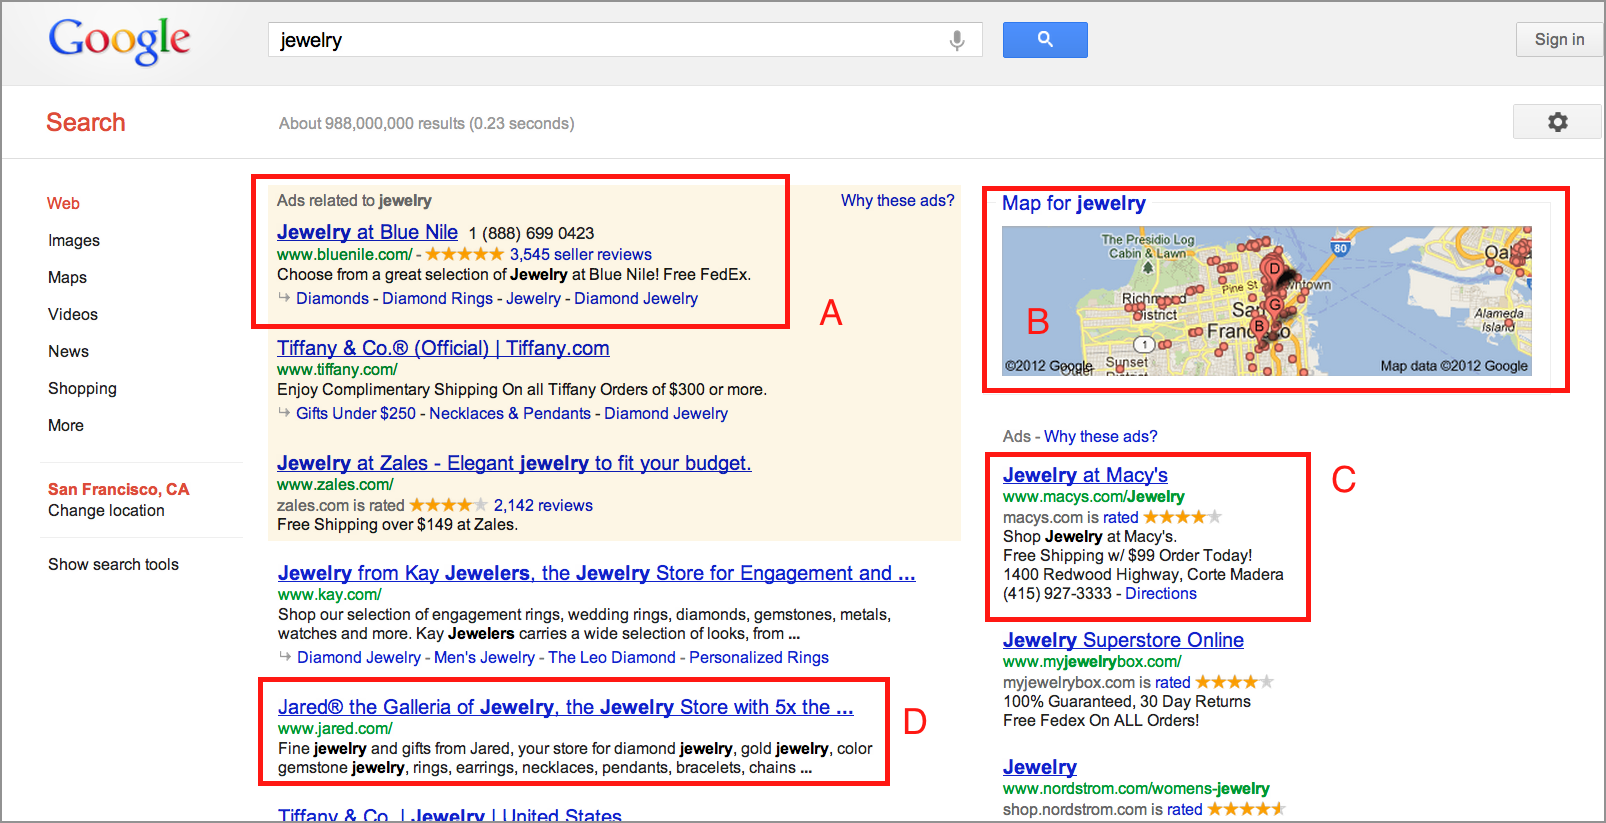 Google
jewelry
Sign in
Search
About 988,000,000 results (0.23 seconds)
Web
Images
Maps
Videos
News
Shopping
More
San Francisco, CA
Change location
Show search tools
Ads related to jewelry
Why these ads?
Jewelry at Blue Nile 1 (888) 699 0423
www.bluenile.com/ - ★★★★★ 3,545 seller reviews
Choose from a great selection of Jewelry at Blue Nile! Free FedEx.
Diamonds - Diamond Rings - Jewelry - Diamond Jewelry
A
Tiffany & Co.® (Official) | Tiffany.com
www.tiffany.com/
Enjoy Complimentary Shipping On all Tiffany Orders of $300 or more.
Gifts Under $250 - Necklaces & Pendants - Diamond Jewelry
Jewelry at Zales - Elegant jewelry to fit your budget.
www.zales.com/
zales.com is rated ★★★★★ 2,142 reviews
Free Shipping over $149 at Zales.
Jewelry from Kay Jewelers, the Jewelry Store for Engagement and ...
www.kay.com/
Shop our selection of engagement rings, wedding rings, diamonds, gemstones, metals,
watches and more. Kay Jewelers carries a wide selection of looks, from ...
Diamond Jewelry - Men's Jewelry - The Leo Diamond - Personalized Rings
Jared® the Galleria of Jewelry, the Jewelry Store with 5x the ...
www.jared.com/
Fine jewelry and gifts from Jared, your store for diamond jewelry, gold jewelry, color
gemstone jewelry, rings, earrings, necklaces, pendants, bracelets, chains ...
D
Tiffany & Co. | Jewelry | United States
Map for jewelry
The Presidio Log
Cabin & Lawn
80
D
Pine St
Richmond
District
G
San
Francisco
B
B
1
Alameda
Island
Sunset
District
©2012 Google
Map data ©2012 Google
Ads - Why these ads?
Jewelry at Macy's
www.macys.com/Jewelry
macys.com is rated ★★★★★
Shop Jewelry at Macy's.
Free Shipping w/ $99 Order Today!
1400 Redwood Highway, Corte Madera
(415) 927-3333 - Directions
C
Jewelry Superstore Online
www.myjewelrybox.com/
myjewelrybox.com is rated ★★★★★
100% Guaranteed, 30 Day Returns
Free Fedex On ALL Orders!
Jewelry
www.nordstrom.com/womens-jewelry
shop.nordstrom.com is rated ★★★★★